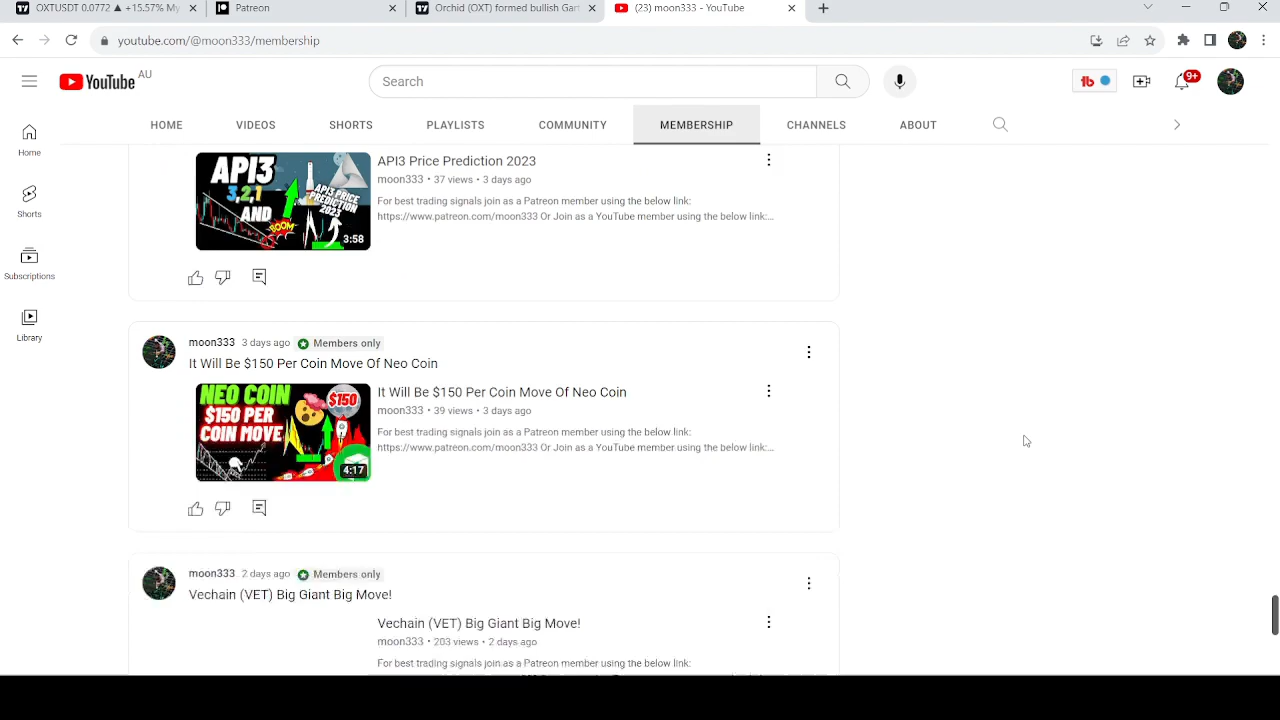 OXTUSDT 0.0772 ▲ +15.57% My
Patreon
Orchid (OXT) formed bullish Gart
(23) moon333 - YouTube
youtube.com/@moon333/membership
YouTube AU
Search
9+
HOME VIDEOS SHORTS PLAYLISTS COMMUNITY MEMBERSHIP CHANNELS ABOUT
Home
Shorts
Subscriptions
Library
API3
3,2,1
AND
BOOM
API3 PRICE
PREDICTION
2023
3:58
API3 Price Prediction 2023
moon333 • 37 views • 3 days ago
For best trading signals join as a Patreon member using the below link:
https://www.patreon.com/moon333 Or Join as a YouTube member using the below link:...
moon333 3 days ago Members only
It Will Be $150 Per Coin Move Of Neo Coin
NEO COIN
$150 PER
COIN MOVE
$150
4:17
It Will Be $150 Per Coin Move Of Neo Coin
moon333 • 39 views • 3 days ago
For best trading signals join as a Patreon member using the below link:
https://www.patreon.com/moon333 Or Join as a YouTube member using the below link:...
moon333 2 days ago Members only
Vechain (VET) Big Giant Big Move!
Vechain (VET) Big Giant Big Move!
moon333 • 203 views • 2 days ago
For best trading signals join as a Patreon member using the below link: